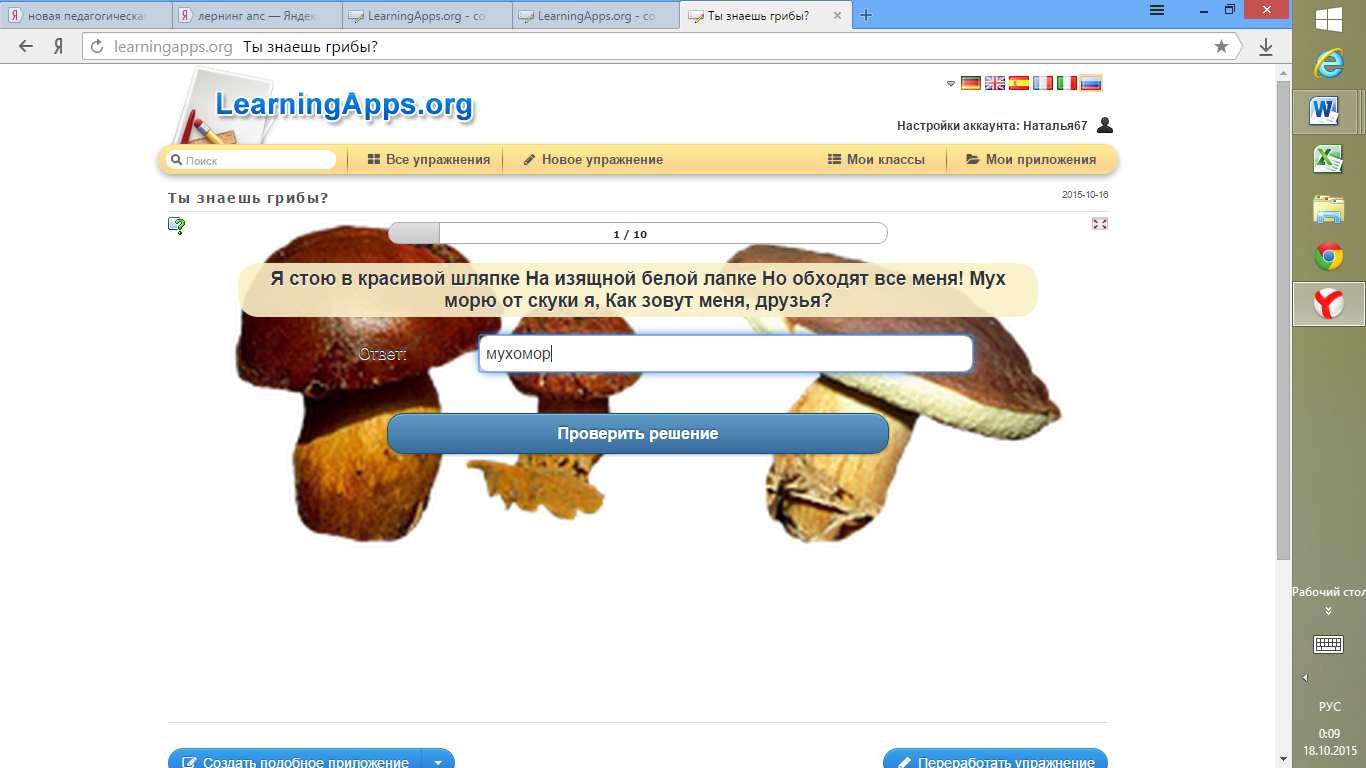 новая педагогическа
лернинг апс — Яндек
LearningApps.org - со
LearningApps.org - со
Ты знаешь грибы?
Я
learningapps.org Ты знаешь грибы?
LearningApps.org
Настройки аккаунта: Наталья67
Поиск
Все упражнения
Новое упражнение
Мои классы
Мои приложения
Ты знаешь грибы?
2015-10-16
1 / 10
Я стою в красивой шляпке На изящной белой лапке Но обходят все меня! Мух
морю от скуки я, Как зовут меня, друзья?
Ответ:
мухомор
Проверить решение
Создать подобное приложение
Переработать упражнение
Рабочий стол
РУС
0:09
18.10.2015